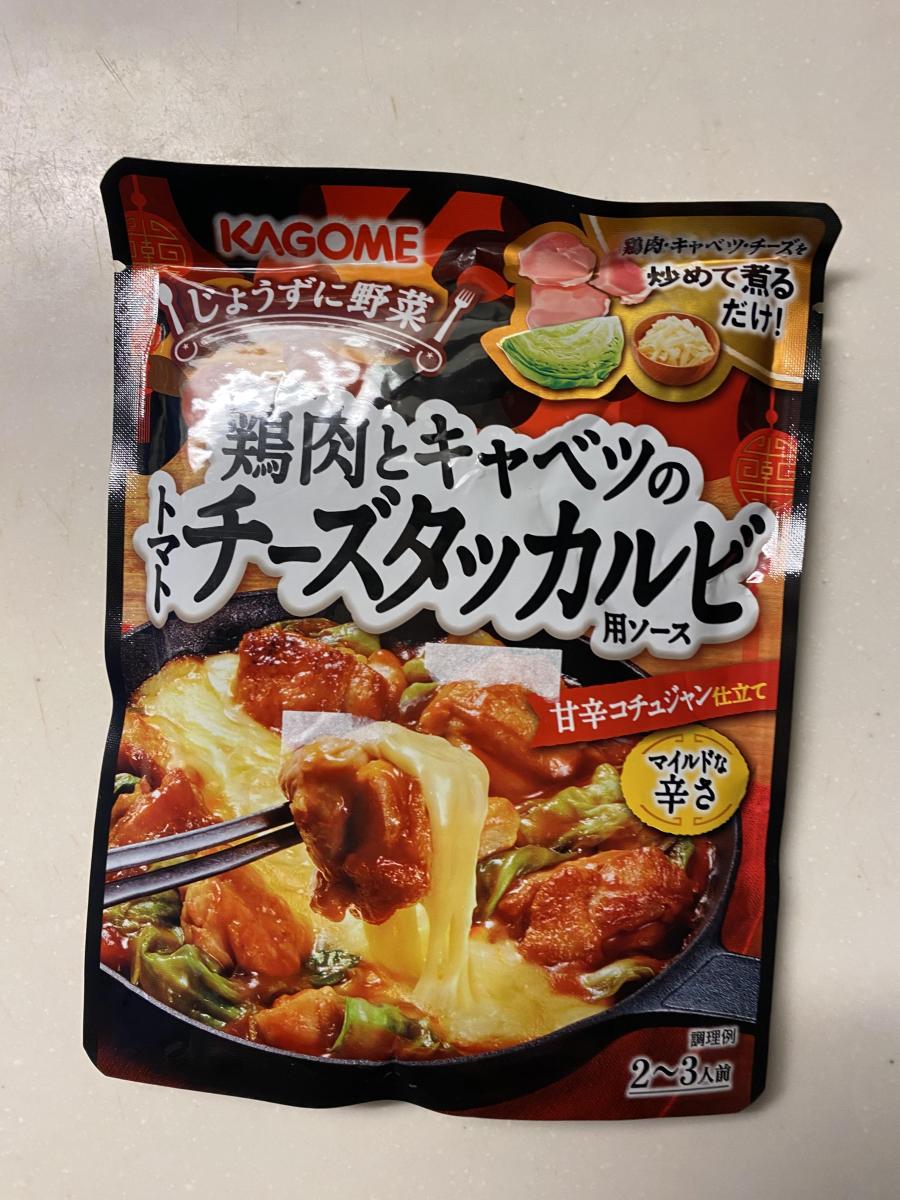 KAGOME
じょうずに野菜
鶏肉・キャベツ・チーズを
炒めて煮る
だけ!
鶏肉とキャベツの
トマト
チーズタッカルビ
用ソース
甘辛コチュジャン仕立て
マイルドな
辛さ
調理例
2〜3人前